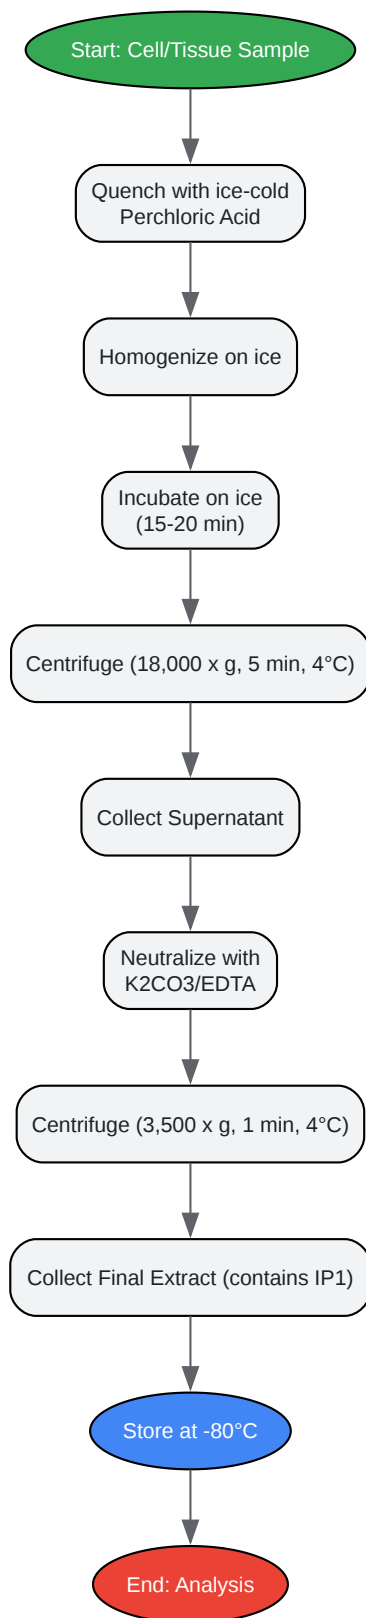 Start: Cell/Tissue Sample
Quench with ice-cold
Perchloric Acid
Homogenize on ice
Incubate on ice
(15-20 min)
Centrifuge (18,000 x g, 5 min, 4°C)
Collect Supernatant
Neutralize with
K2CO3/EDTA
Centrifuge (3,500 x g, 1 min, 4°C)
Collect Final Extract (contains IP1)
Store at -80°C
End: Analysis